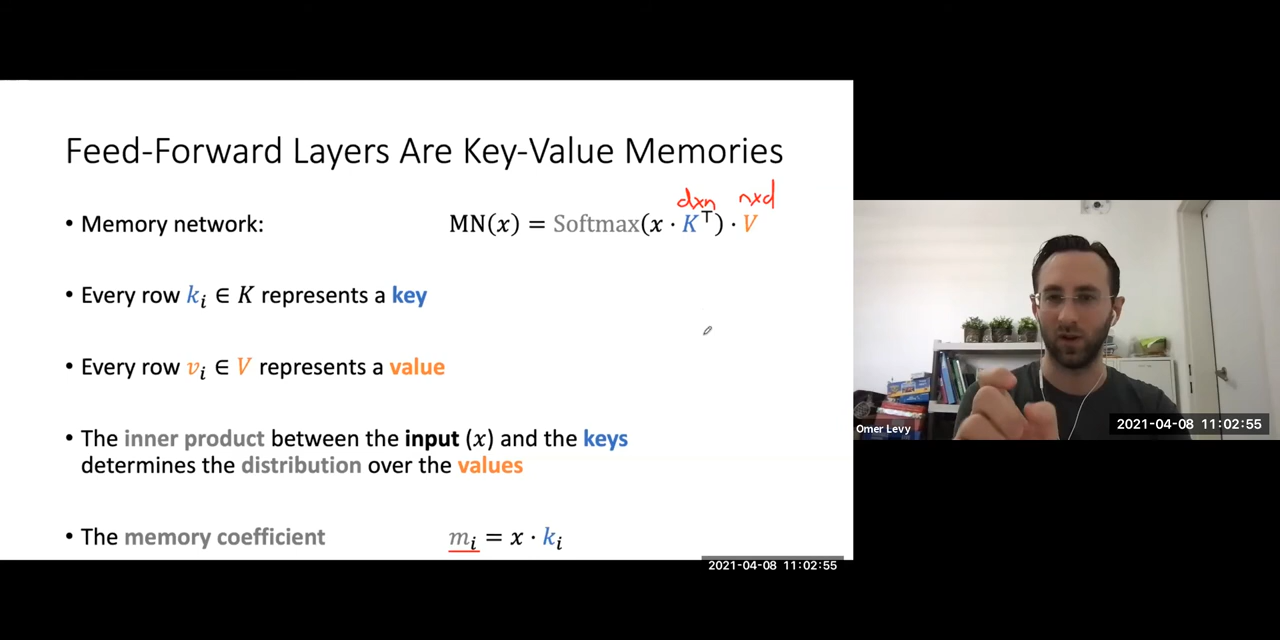 Feed-Forward Layers Are Key-Value Memories
dxn nxd
• Memory network: MN(x) = Softmax(x · Kᵀ) · V
• Every row kᵢ ∈ K represents a key
• Every row vᵢ ∈ V represents a value
• The inner product between the input (x) and the keys
determines the distribution over the values
• The memory coefficient mᵢ = x · kᵢ
2021-04-08 11:02:55
Omer Levy
2021-04-08 11:02:55